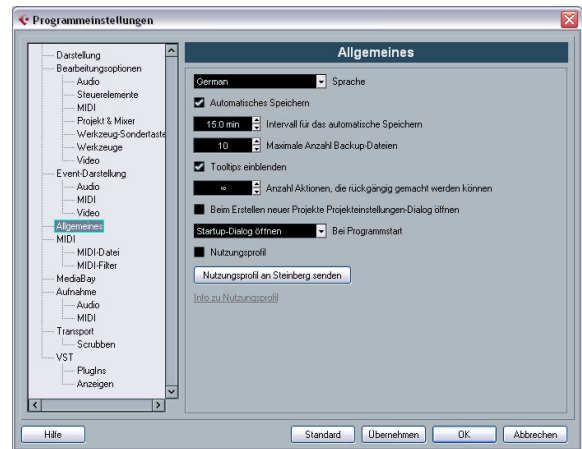 Programmeinstellungen
Darstellung
Bearbeitungsoptionen
Audio
Steuerelemente
MIDI
Projekt & Mixer
Werkzeug-Sondertaste
Werkzeuge
Video
Event-Darstellung
Audio
MIDI
Video
Allgemeines
MIDI
MIDI-Datei
MIDI-Filter
MediaBay
Aufnahme
Audio
MIDI
Transport
Scrubben
VST
PlugIns
Anzeigen
Allgemeines
German Sprache
Automatisches Speichern
15.0 min Intervall für das automatische Speichern
10 Maximale Anzahl Backup-Dateien
Tooltips einblenden
∞ Anzahl Aktionen, die rückgängig gemacht werden können
Beim Erstellen neuer Projekte Projekteinstellungen-Dialog öffnen
Startup-Dialog öffnen Bei Programmstart
Nutzungsprofil
Nutzungsprofil an Steinberg senden
Info zu Nutzungsprofil
Hilfe Standard Übernehmen OK Abbrechen